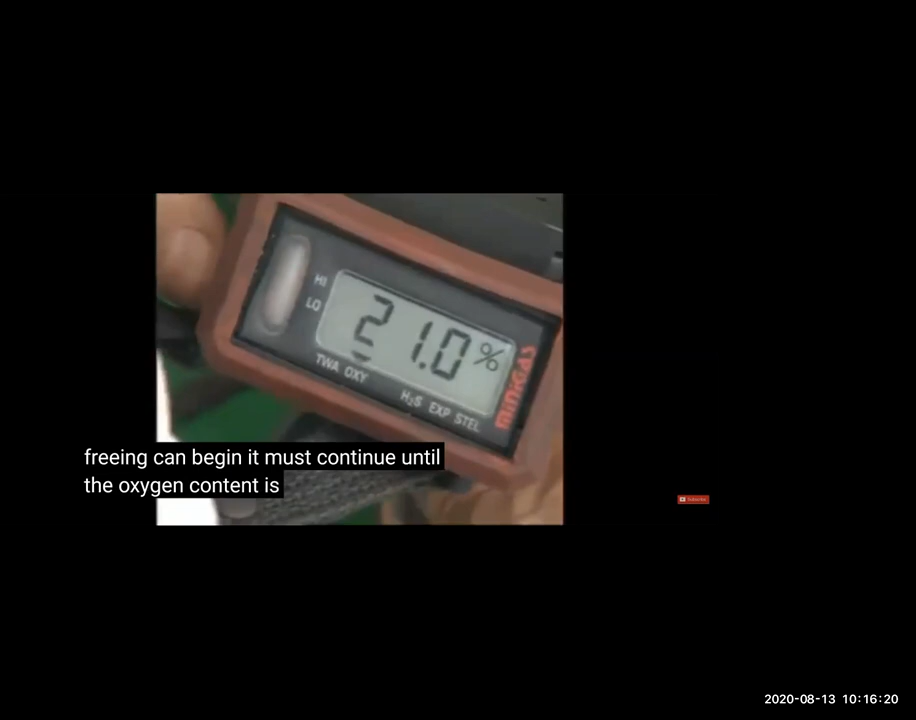 HI
LO
21.0 %
TWA OXY
H₂S EXP STEL
MINIGAS
freeing can begin it must continue until
the oxygen content is
Subscribe
2020-08-13 10:16:20